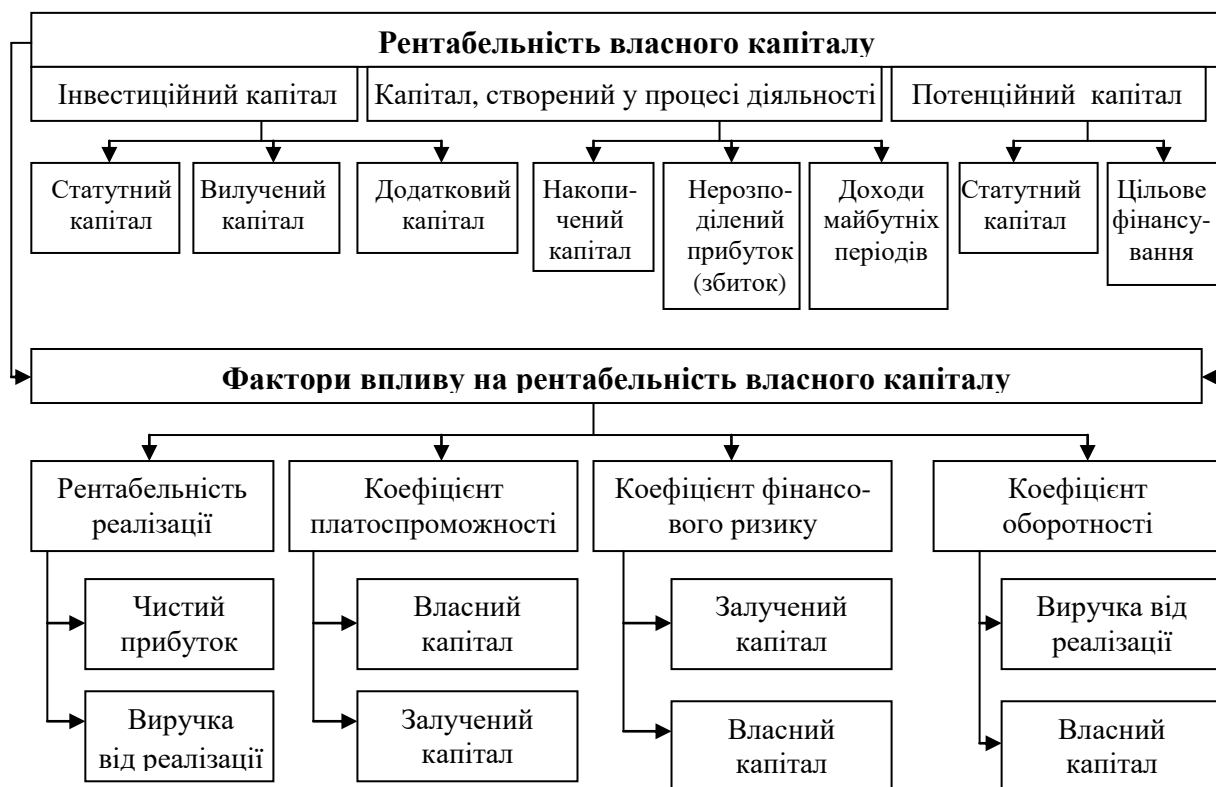 Рентабельність власного капіталу
Інвестиційний капітал
Капітал, створений у процесі діяльності
Потенційний капітал
Статутний
капітал
Вилучений
капітал
Додатковий
капітал
Накопи-
чений
капітал
Нерозпо-
ділений
прибуток
(збиток)
Доходи
майбутніх
періодів
Статутний
капітал
Цільове
фінансу-
вання
Фактори впливу на рентабельність власного капіталу
Рентабельність
реалізації
Коефіцієнт
платоспроможності
Коефіцієнт фінансо-
вого ризику
Коефіцієнт
оборотності
Чистий
прибуток
Власний
капітал
Залучений
капітал
Виручка від
реалізації
Виручка
від реалізації
Залучений
капітал
Власний
капітал
Власний
капітал